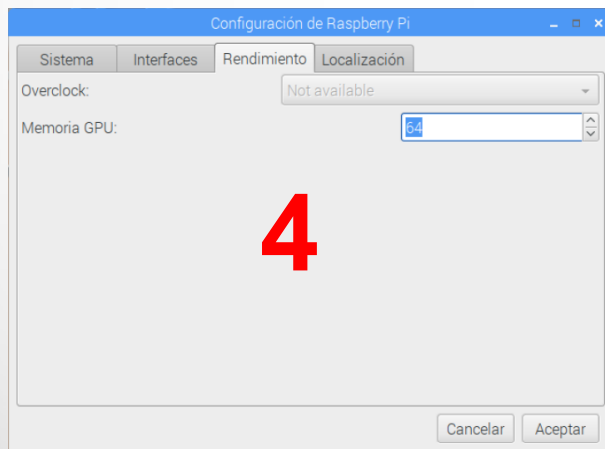 Configuración de Raspberry Pi
Sistema Interfaces Rendimiento Localización
Overclock: Not available
Memoria GPU: 64
4
Cancelar Aceptar